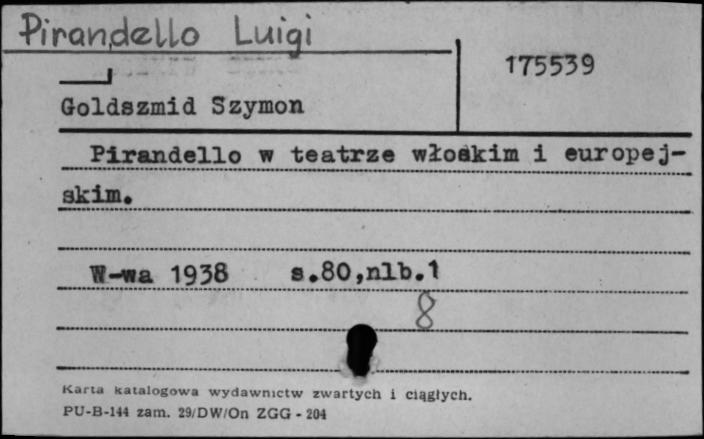 Pirandello Luigi
175539
Goldszmid Szymon
Pirandello w teatrze włoskim i europej-
skim.
W-wa 1938 s.80,nlb.1
8
Karta katalogowa wydawnictw zwartych i ciągłych.
PU-B-144 zam. 29/DW/On ZGG - 204